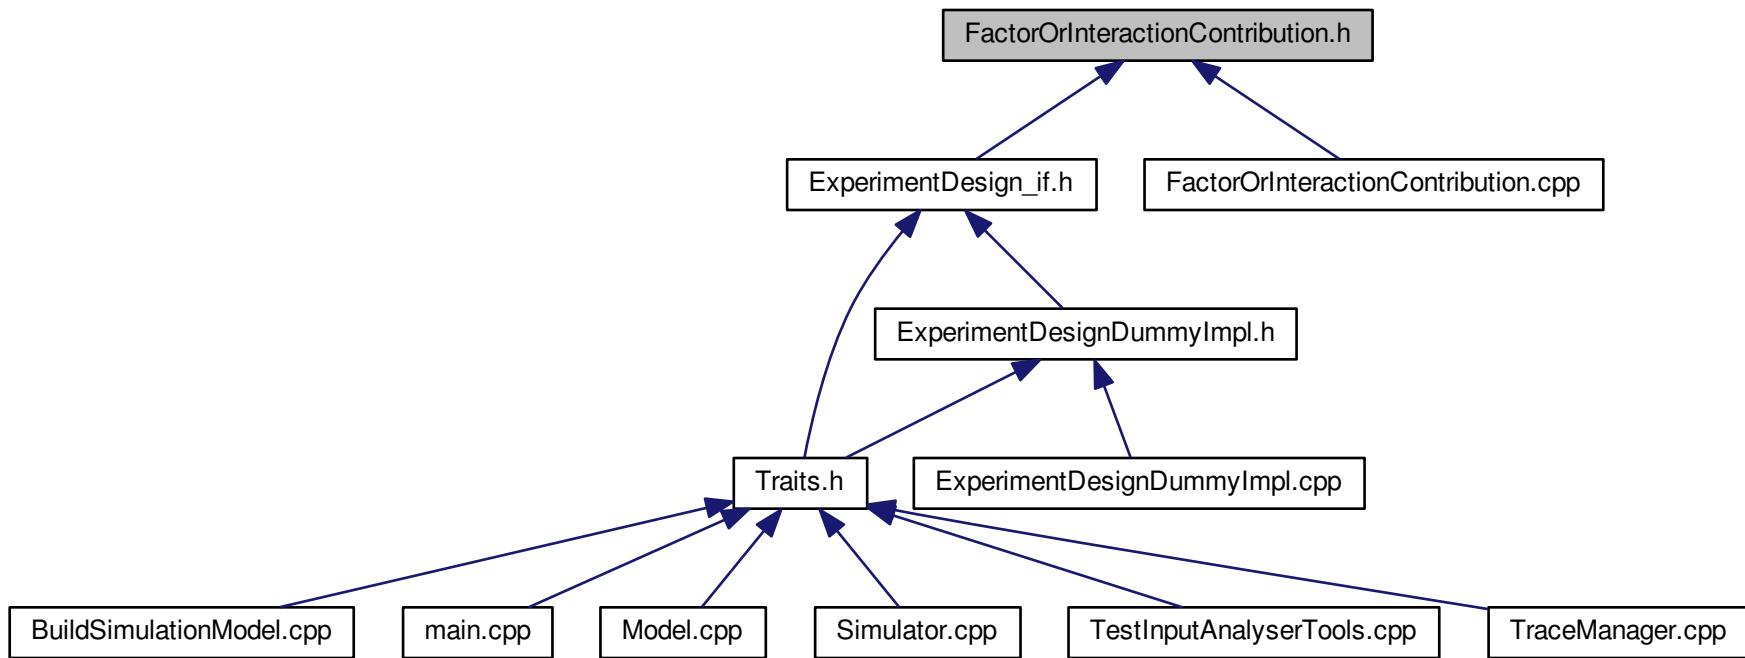 FactorOrInteractionContribution.h
ExperimentDesign_if.h
FactorOrInteractionContribution.cpp
ExperimentDesignDummyImpl.h
Traits.h
ExperimentDesignDummyImpl.cpp
BuildSimulationModel.cpp
main.cpp
Model.cpp
Simulator.cpp
TestInputAnalyserTools.cpp
TraceManager.cpp